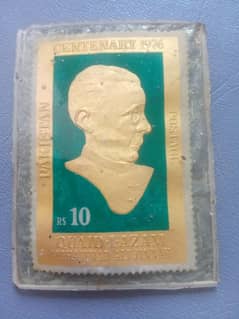 CENTENARY 1976
PAKISTAN
POSTAGE
RS 10
QUAID-I-AZAM